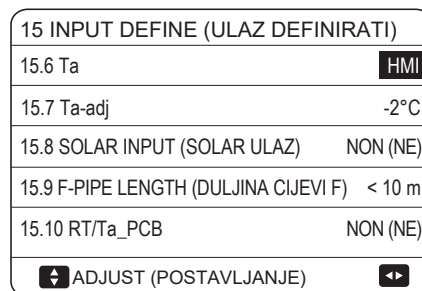 15 INPUT DEFINE (ULAZ DEFINIRATI)
15.6 Ta HMI
15.7 Ta-adj -2°C
15.8 SOLAR INPUT (SOLAR ULAZ) NON (NE)
15.9 F-PIPE LENGTH (DULJINA CIJEVI F) < 10 m
15.10 RT/Ta_PCB NON (NE)
ADJUST (POSTAVLJANJE)